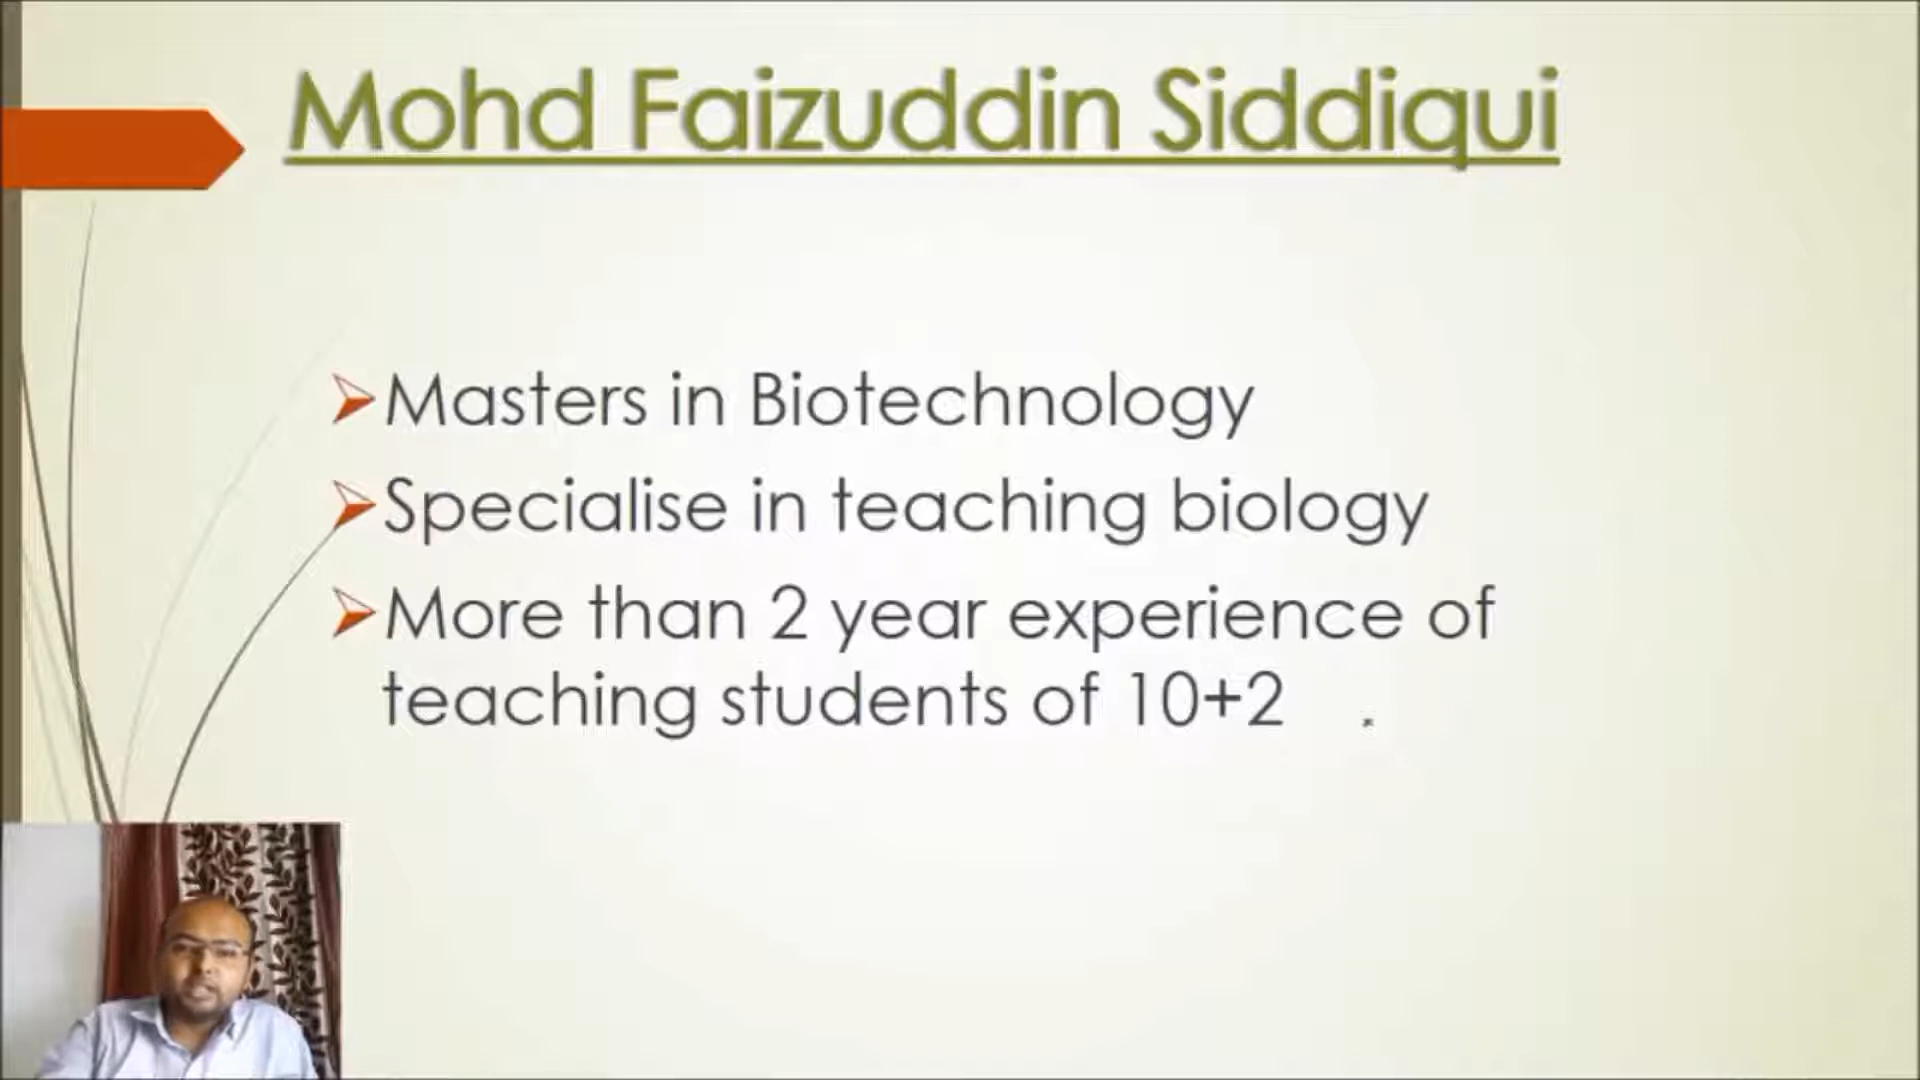 Mohd Faizuddin Siddiqui
Masters in Biotechnology
Specialise in teaching biology
More than 2 year experience of
teaching students of 10+2